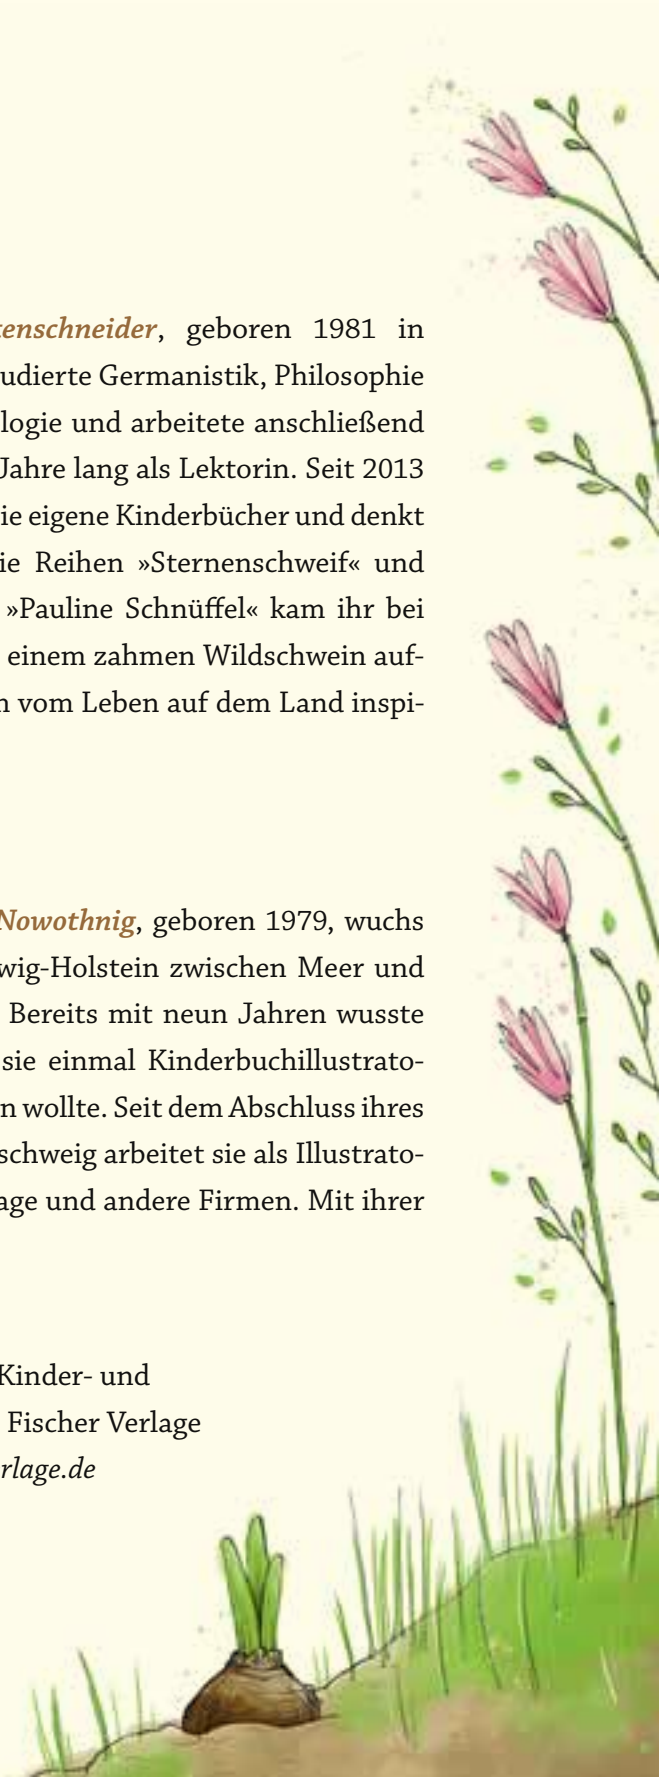 tenschneider, geboren 1981 in
udierte Germanistik, Philosophie
logie und arbeitete anschließend
Jahre lang als Lektorin. Seit 2013
ie eigene Kinderbücher und denkt
ie Reihen »Sternenschweif« und
»Pauline Schnüffel« kam ihr bei
einem zahmen Wildschwein auf-
vom Leben auf dem Land inspi-
Nowothnig, geboren 1979, wuchs
wig-Holstein zwischen Meer und
Bereits mit neun Jahren wusste
sie einmal Kinderbuchillustrato-
n wollte. Seit dem Abschluss ihres
schweig arbeitet sie als Illustrato-
age und andere Firmen. Mit ihrer
Kinder- und
Fischer Verlage
rlage.de